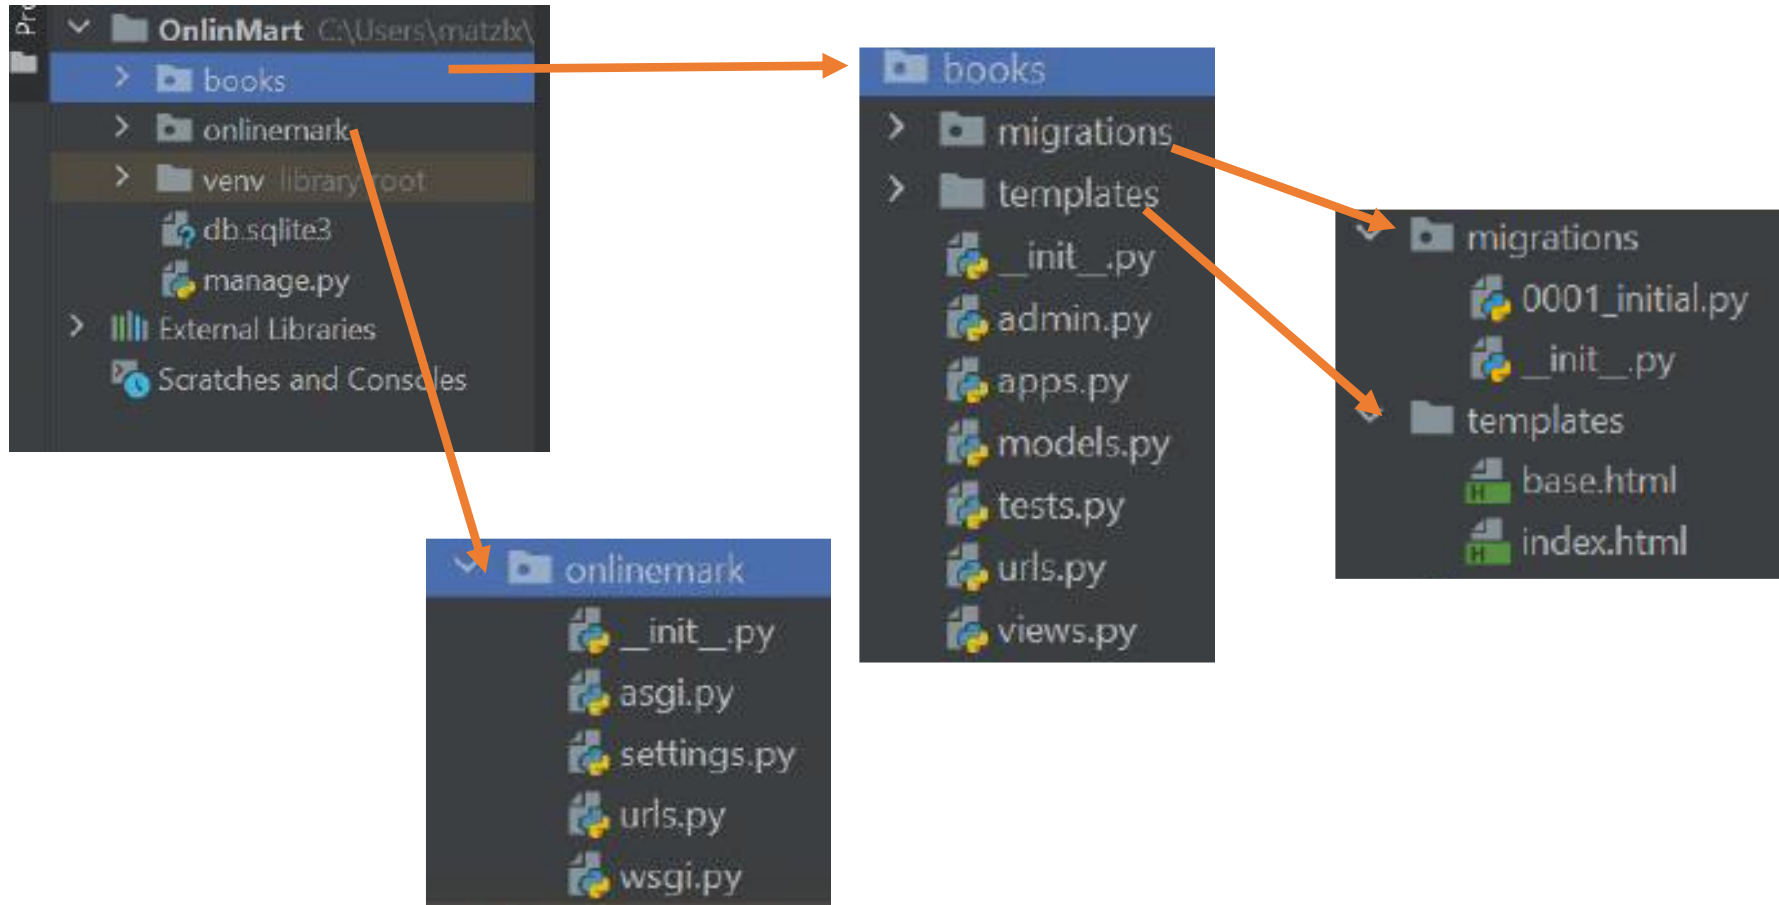 Pro
OnlinMart C:\Users\matzlx\
books
onlinemark
venv library root
db.sqlite3
manage.py
External Libraries
Scratches and Consoles
books
migrations
templates
__init__.py
admin.py
apps.py
models.py
tests.py
urls.py
views.py
migrations
0001_initial.py
__init__.py
templates
base.html
index.html
onlinemark
__init__.py
asgi.py
settings.py
urls.py
wsgi.py